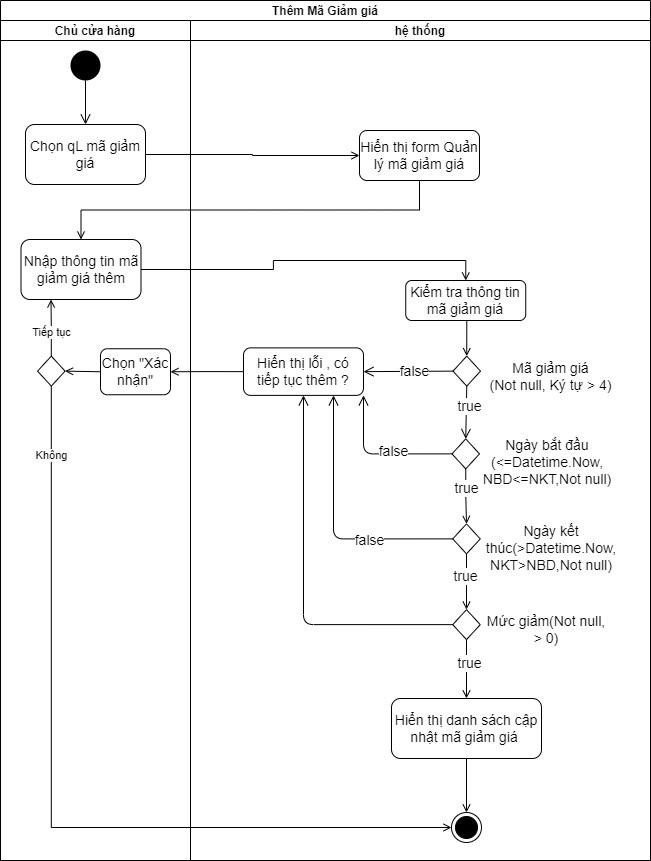 Thêm Mã Giảm giá
Chủ cửa hàng
hệ thống
Chọn qL mã giảm
giá
Hiển thị form Quản
lý mã giảm giá
Nhập thông tin mã
giảm giá thêm
Kiểm tra thông tin
mã giảm giá
Tiếp tục
Chọn "Xác
nhận"
Hiển thị lỗi , có
tiếp tục thêm ?
false
Mã giảm giá
(Not null, Ký tự > 4)
true
Không
false
Ngày bắt đầu
(<=Datetime.Now,
NBD<=NKT,Not null)
true
false
Ngày kết
thúc(>Datetime.Now,
NKT>NBD,Not null)
true
Mức giảm(Not null,
> 0)
true
Hiển thị danh sách cập
nhật mã giảm giá